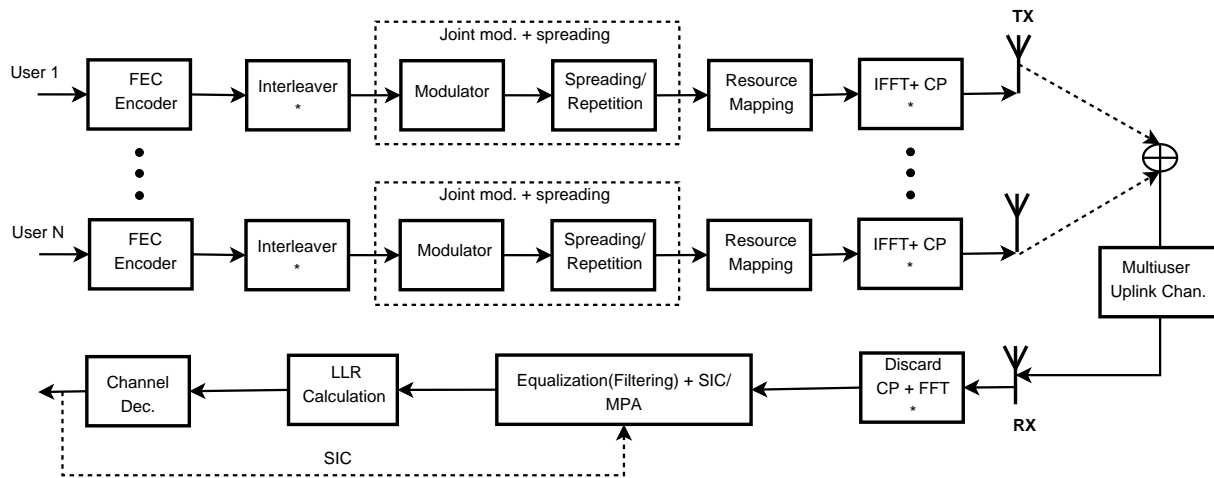 Joint mod. + spreading
TX
User 1
FEC
Encoder
Interleaver
*
Modulator
Spreading/
Repetition
Resource
Mapping
IFFT+ CP
*
Joint mod. + spreading
User N
FEC
Encoder
Interleaver
*
Modulator
Spreading/
Repetition
Resource
Mapping
IFFT+ CP
*
Multiuser
Uplink Chan.
Channel
Dec.
LLR
Calculation
Equalization(Filtering) + SIC/
MPA
Discard
CP + FFT
*
RX
SIC